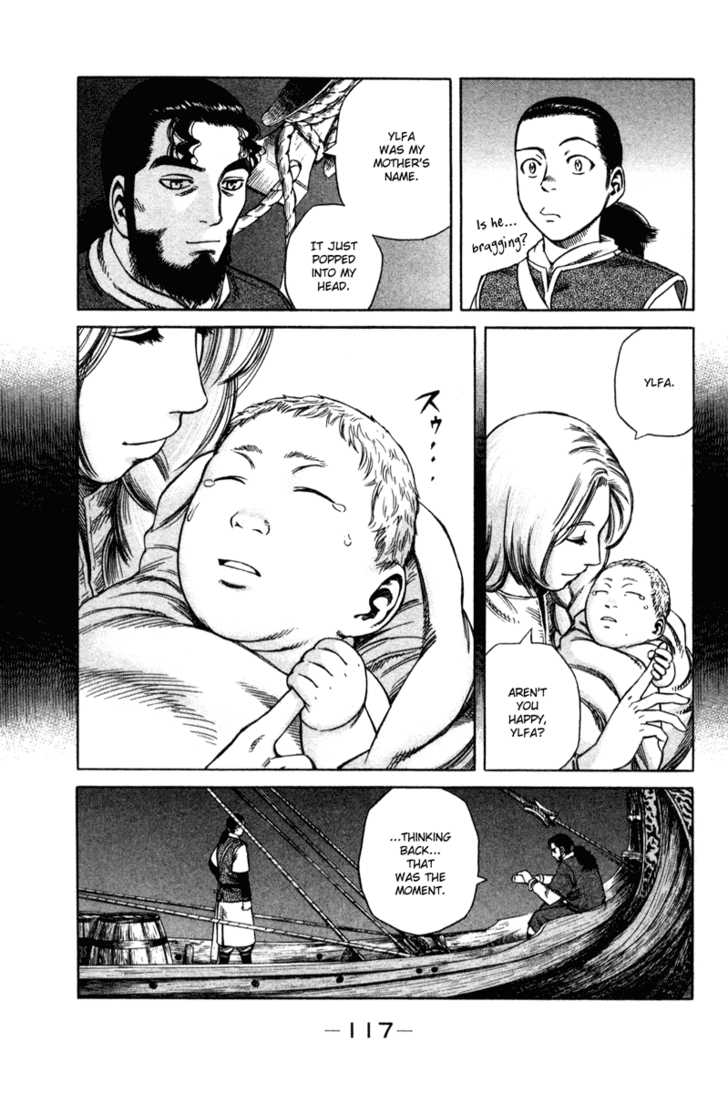 Is he...
bragging?
YLFA
WAS MY
MOTHER'S
NAME.
IT JUST
POPPED
INTO MY
HEAD.
YLFA.
AREN'T
YOU
HAPPY,
YLFA?
スゥ...
...THINKING
BACK...
THAT
WAS THE
MOMENT.
—117—